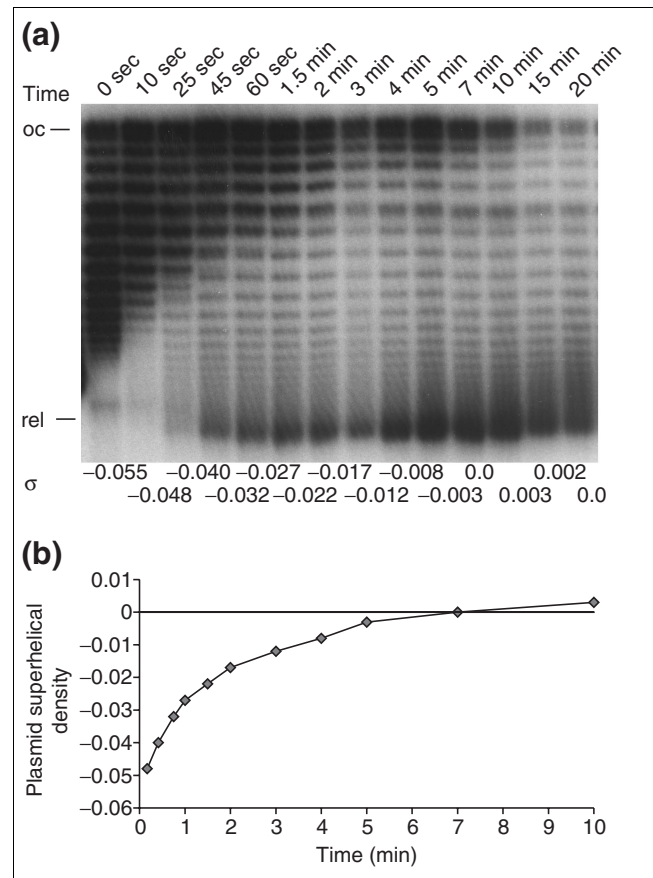 (a)
Time
0 sec
10 sec
25 sec
45 sec
60 sec
1.5 min
2 min
3 min
4 min
5 min
7 min
10 min
15 min
20 min
oc
rel
−0.055 −0.040 −0.027 −0.017 −0.008 0.0 0.002
σ
−0.048 −0.032 −0.022 −0.012 −0.003 0.003 0.0
(b)
Plasmid superhelical
density
0.01
0
−0.01
−0.02
−0.03
−0.04
−0.05
−0.06
0 1 2 3 4 5 6 7 8 9 10
Time (min)